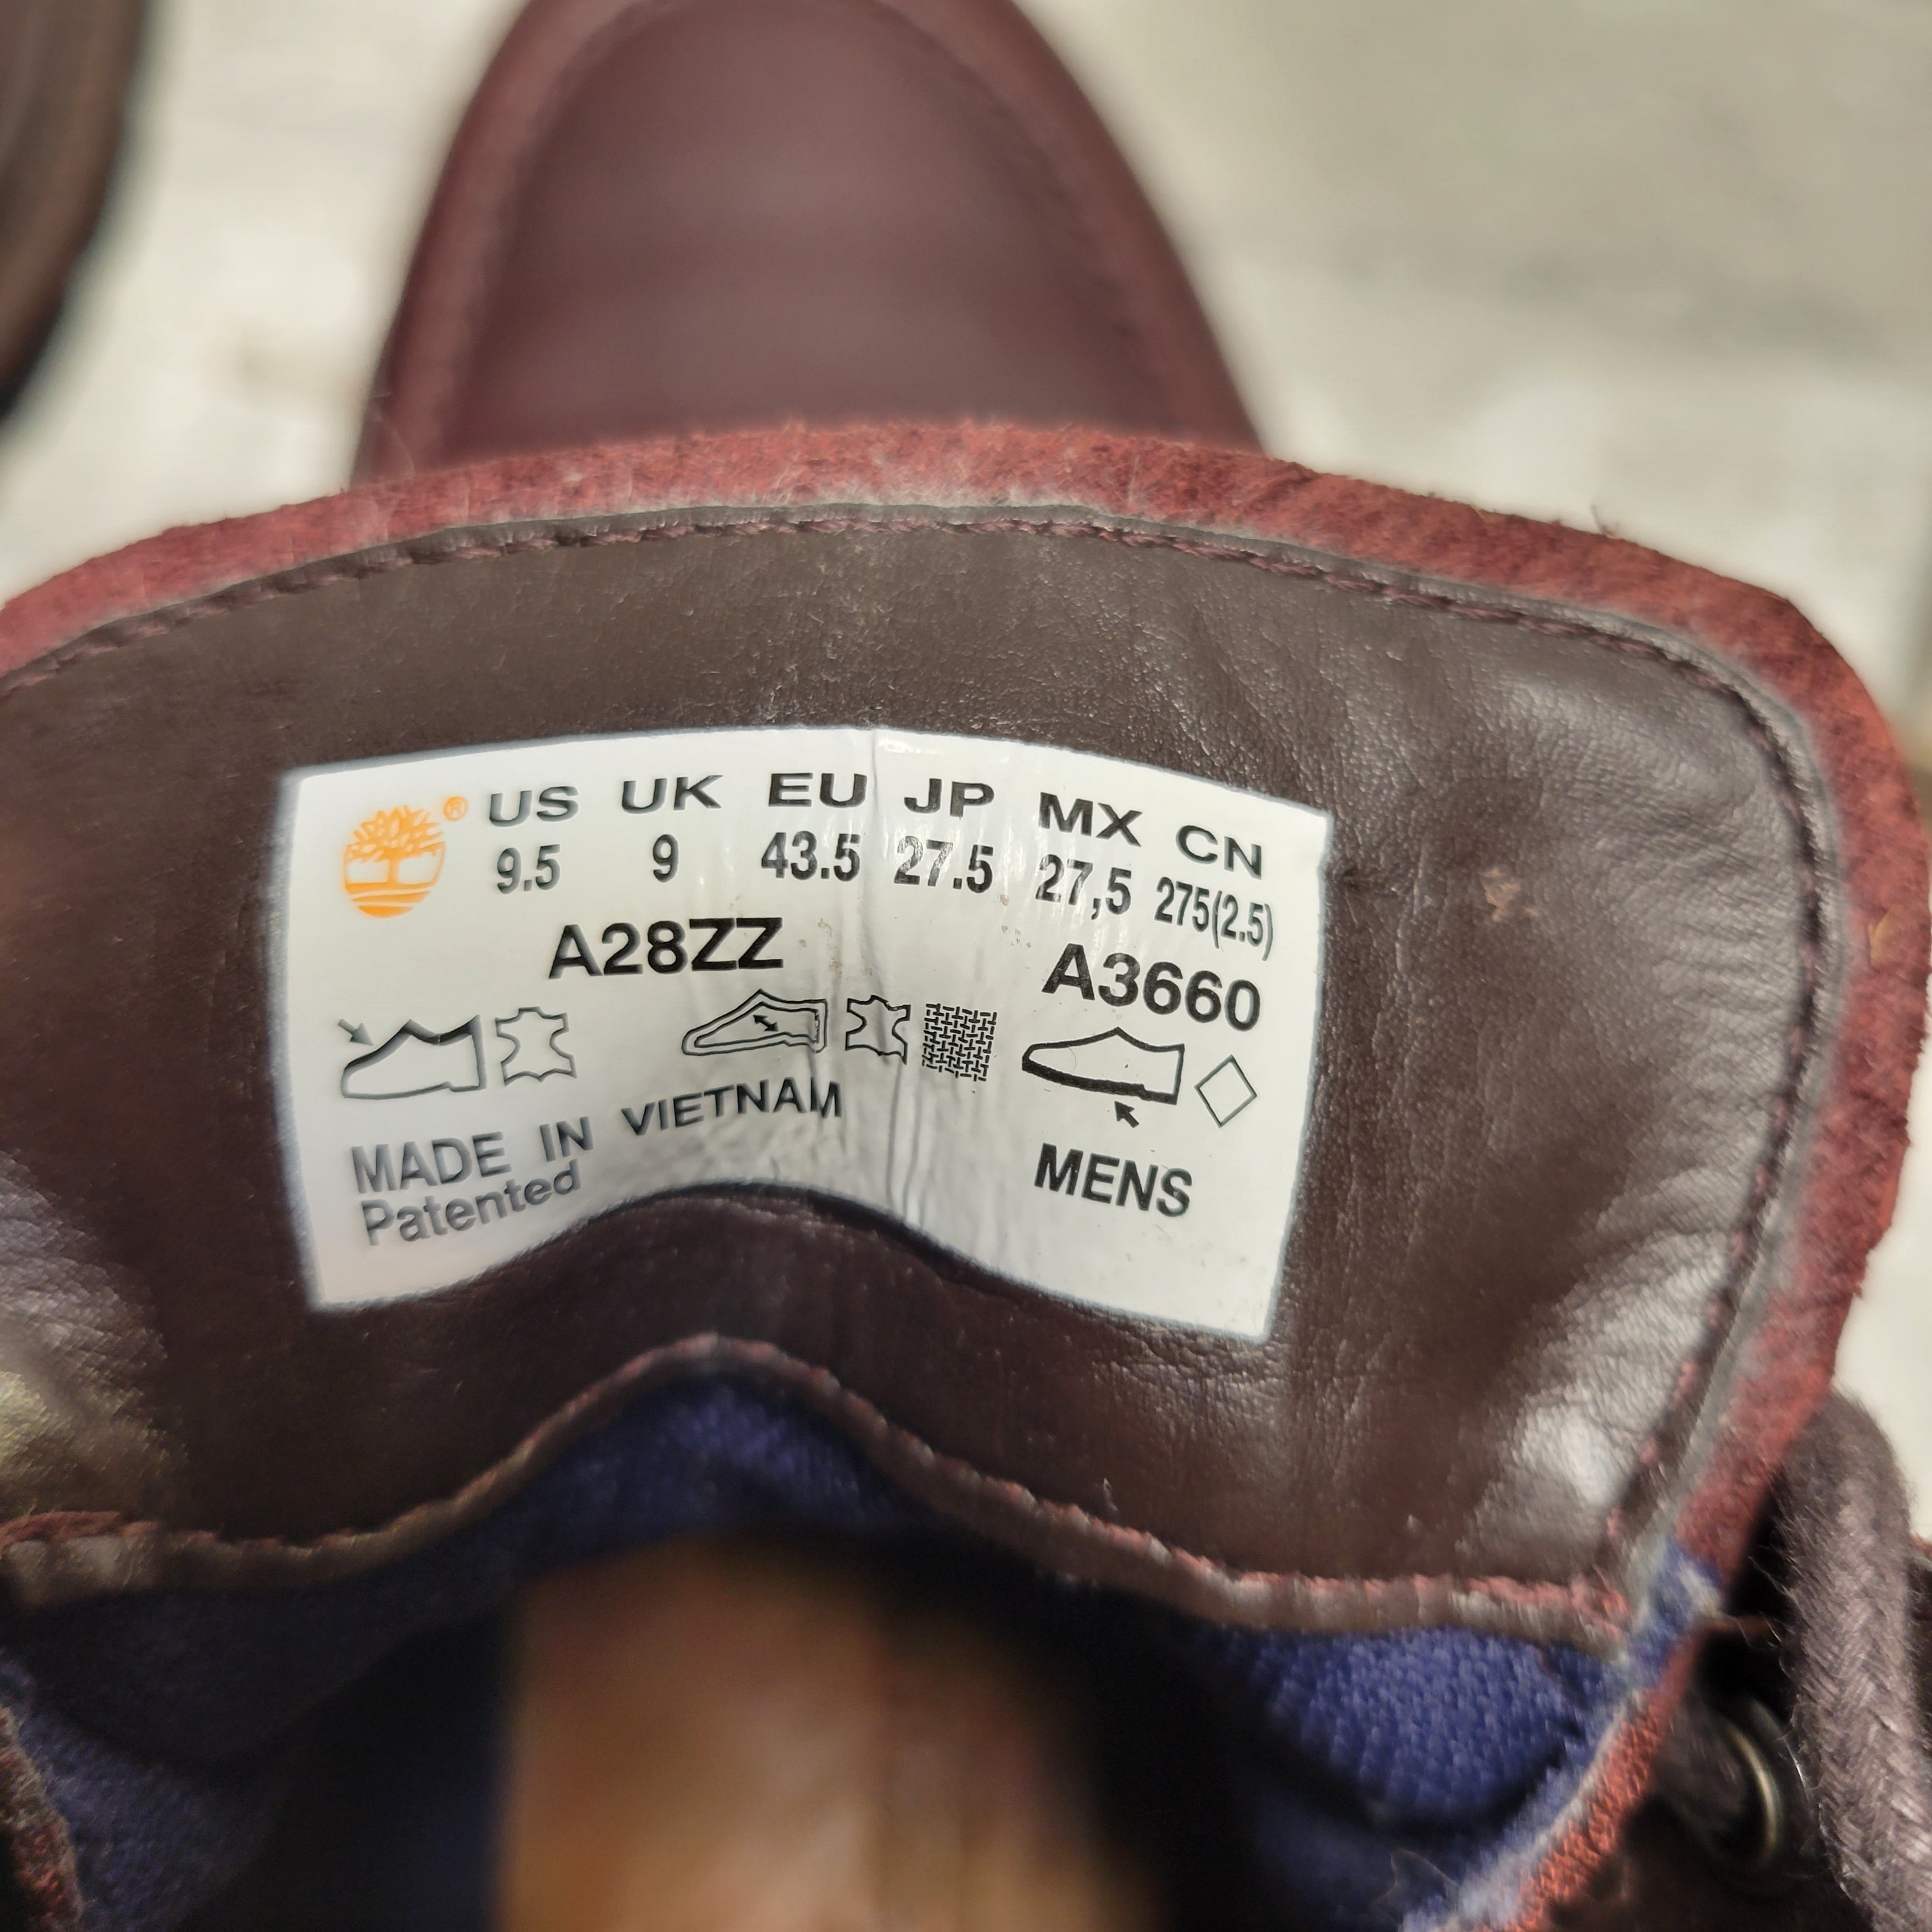 ® US UK EU JP MX CN
9.5 9 43.5 27.5 27,5 275(2.5)
A28ZZ A3660
MADE IN VIETNAM
Patented MENS